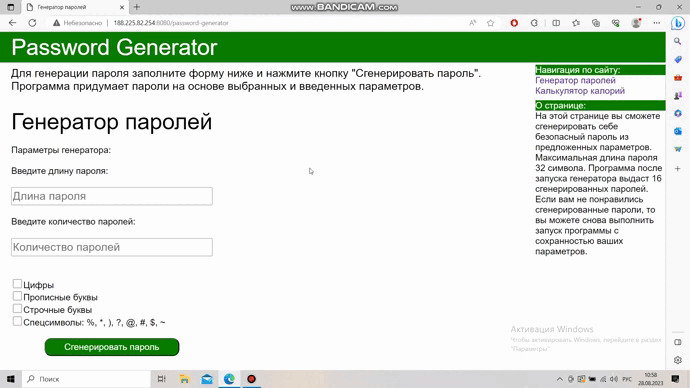 www.BANDICAM.com
Генератор паролей
Небезопасно
188.225.82.254:8080/password-generator
Password Generator
Для генерации пароля заполните форму ниже и нажмите кнопку "Сгенерировать пароль".
Программа придумает пароли на основе выбранных и введенных параметров.
Генератор паролей
Параметры генератора:
Введите длину пароля:
Длина пароля
Введите количество паролей:
Количество паролей
Цифры
Прописные буквы
Строчные буквы
Спецсимволы: %, *, ), ?, @, #, $, ~
Сгенерировать пароль
Навигация по сайту:
Генератор паролей
Калькулятор калорий
О странице:
На этой странице вы сможете
сгенерировать себе
безопасный пароль из
предложенных параметров.
Максимальная длина пароля
32 символа. Программа после
запуска генератора выдаст 16
сгенерированных паролей.
Если вам не понравились
сгенерированные пароли, то
вы можете снова выполнить
запуск программы с
сохранностью ваших
параметров.
Активация Windows
Чтобы активировать Windows, перейдите в раздел
"Параметры".
Поиск
РУС
10:58
28.08.2023